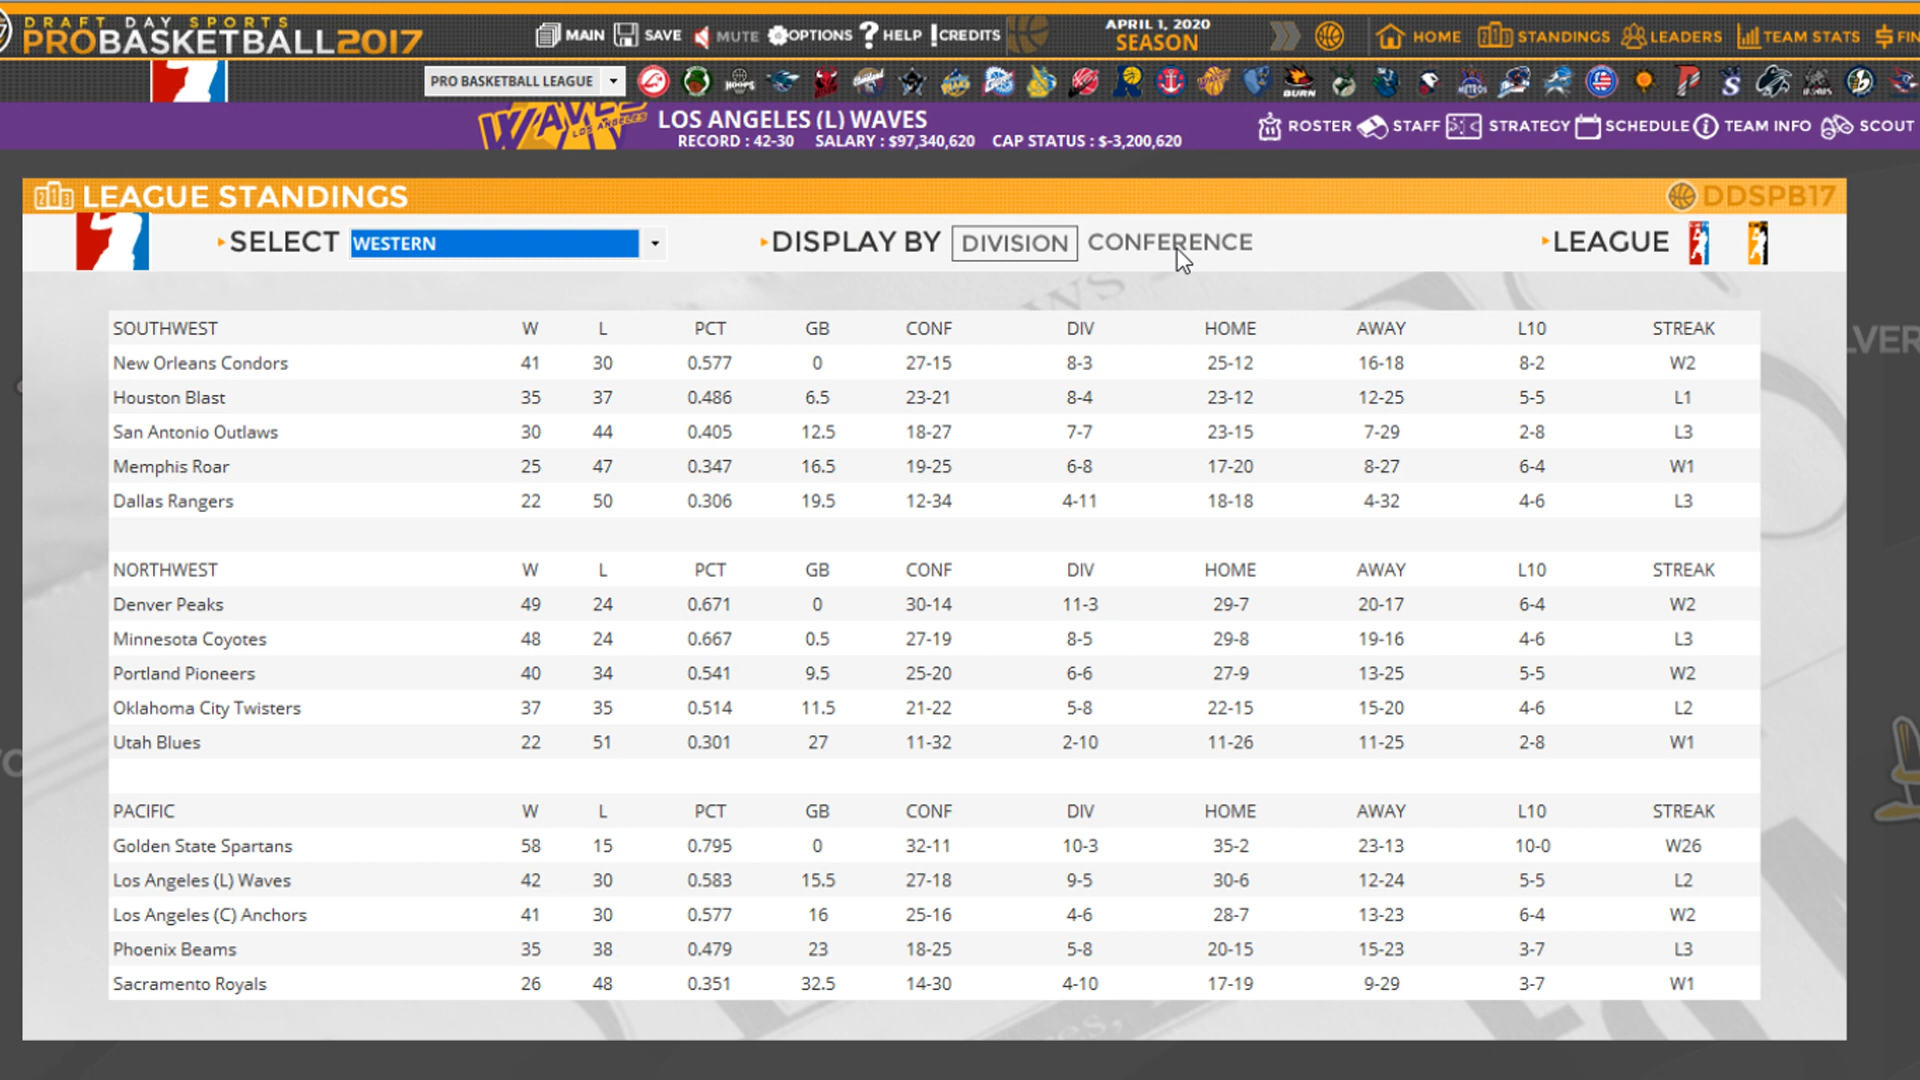 DRAFT DAY SPORTS
PROBASKETBALL2017
MAIN SAVE MUTE OPTIONS HELP CREDITS
APRIL 1, 2020
SEASON
HOME STANDINGS LEADERS TEAM STATS FIN
PRO BASKETBALL LEAGUE
WAVES
LOS ANGELES
LOS ANGELES (L) WAVES
RECORD : 42-30 SALARY : $97,340,620 CAP STATUS : $-3,200,620
ROSTER STAFF STRATEGY SCHEDULE TEAM INFO SCOUT
LEAGUE STANDINGS DDSPB17
SELECT WESTERN DISPLAY BY DIVISION CONFERENCE LEAGUE
SOUTHWEST W L PCT GB CONF DIV HOME AWAY L10 STREAK
New Orleans Condors 41 30 0.577 0 27-15 8-3 25-12 16-18 8-2 W2
Houston Blast 35 37 0.486 6.5 23-21 8-4 23-12 12-25 5-5 L1
San Antonio Outlaws 30 44 0.405 12.5 18-27 7-7 23-15 7-29 2-8 L3
Memphis Roar 25 47 0.347 16.5 19-25 6-8 17-20 8-27 6-4 W1
Dallas Rangers 22 50 0.306 19.5 12-34 4-11 18-18 4-32 4-6 L3
NORTHWEST W L PCT GB CONF DIV HOME AWAY L10 STREAK
Denver Peaks 49 24 0.671 0 30-14 11-3 29-7 20-17 6-4 W2
Minnesota Coyotes 48 24 0.667 0.5 27-19 8-5 29-8 19-16 4-6 L3
Portland Pioneers 40 34 0.541 9.5 25-20 6-6 27-9 13-25 5-5 W2
Oklahoma City Twisters 37 35 0.514 11.5 21-22 5-8 22-15 15-20 4-6 L2
Utah Blues 22 51 0.301 27 11-32 2-10 11-26 11-25 2-8 W1
PACIFIC W L PCT GB CONF DIV HOME AWAY L10 STREAK
Golden State Spartans 58 15 0.795 0 32-11 10-3 35-2 23-13 10-0 W26
Los Angeles (L) Waves 42 30 0.583 15.5 27-18 9-5 30-6 12-24 5-5 L2
Los Angeles (C) Anchors 41 30 0.577 16 25-16 4-6 28-7 13-23 6-4 W2
Phoenix Beams 35 38 0.479 23 18-25 5-8 20-15 15-23 3-7 L3
Sacramento Royals 26 48 0.351 32.5 14-30 4-10 17-19 9-29 3-7 W1